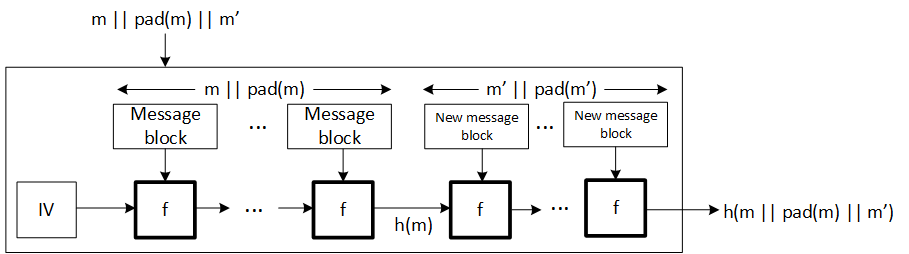 m || pad(m) || m’
m || pad(m)
m’ || pad(m’)
Message
block
...
Message
block
New message
block
...
New message
block
IV
f
...
f
h(m)
f
...
f
h(m || pad(m) || m’)